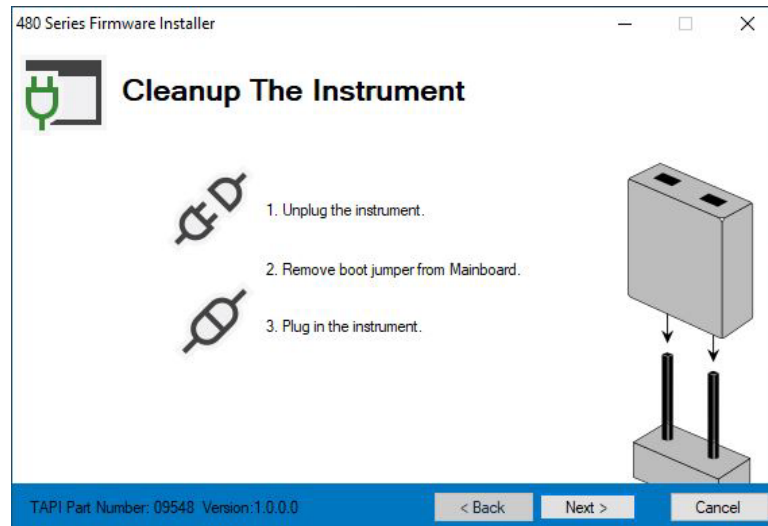 480 Series Firmware Installer
Cleanup The Instrument
1. Unplug the instrument.
2. Remove boot jumper from Mainboard.
3. Plug in the instrument.
TAPI Part Number: 09548 Version:1.0.0.0
< Back
Next >
Cancel